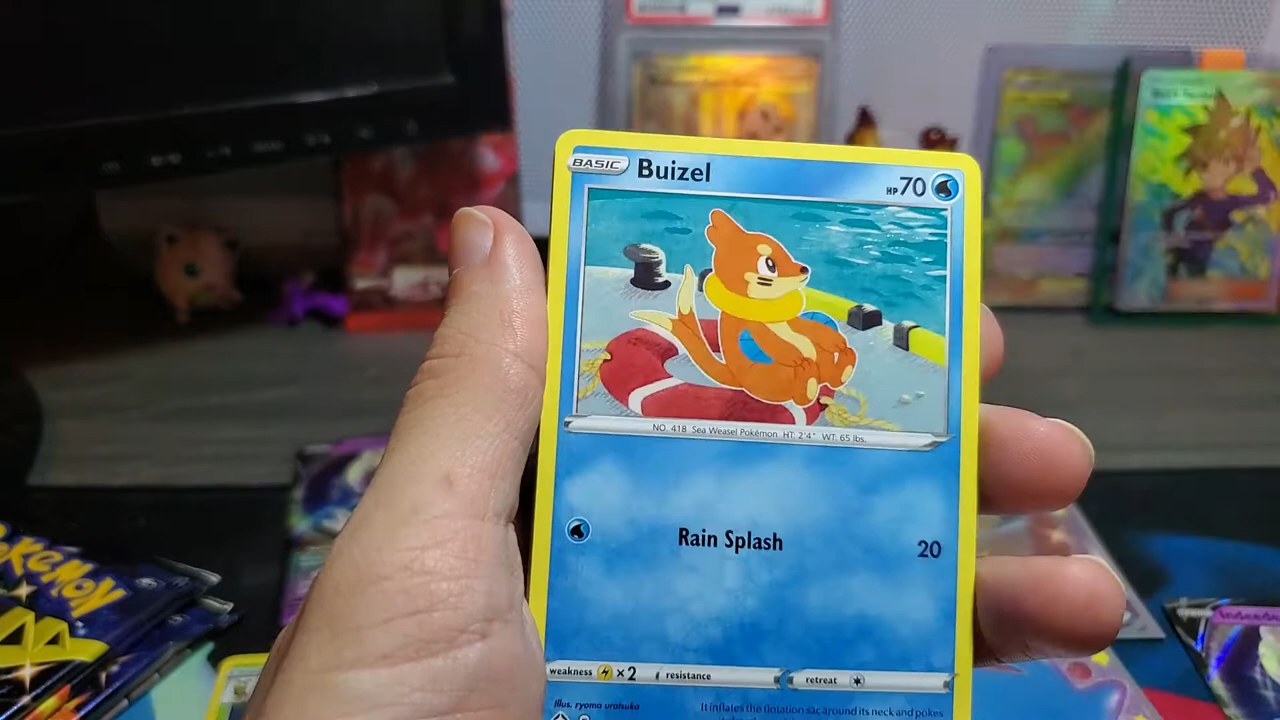 BASIC Buizel HP 70
NO. 418 Sea Weasel Pokémon HT: 2'4" WT: 65 lbs.
Rain Splash 20
weakness ×2 resistance retreat
Illus. ryoma uratsuka
It inflates the flotation sac around its neck and pokes
Pokémon